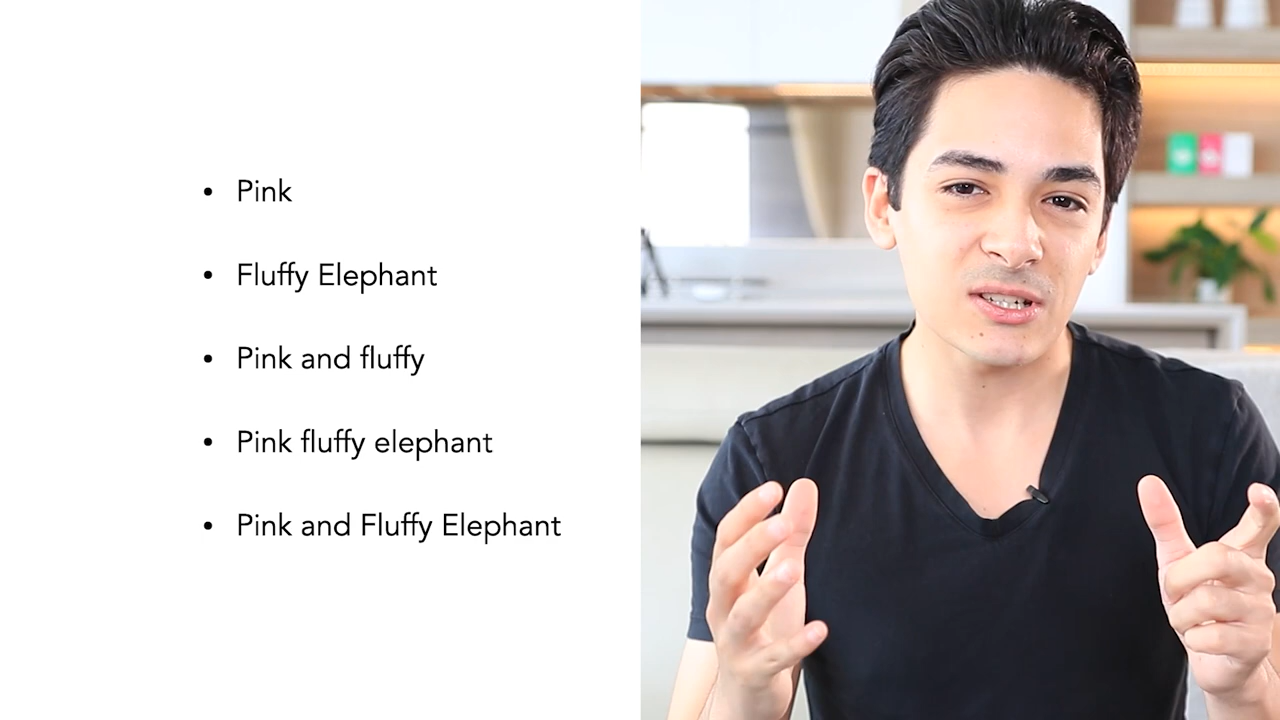 • Pink
• Fluffy Elephant
• Pink and fluffy
• Pink fluffy elephant
• Pink and Fluffy Elephant